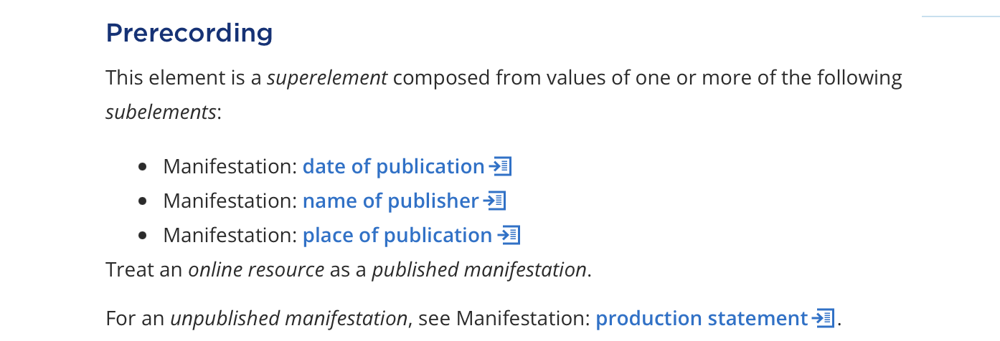 Prerecording
This element is a superelement composed from values of one or more of the following
subelements:
• Manifestation: date of publication
• Manifestation: name of publisher
• Manifestation: place of publication
Treat an online resource as a published manifestation.
For an unpublished manifestation, see Manifestation: production statement.